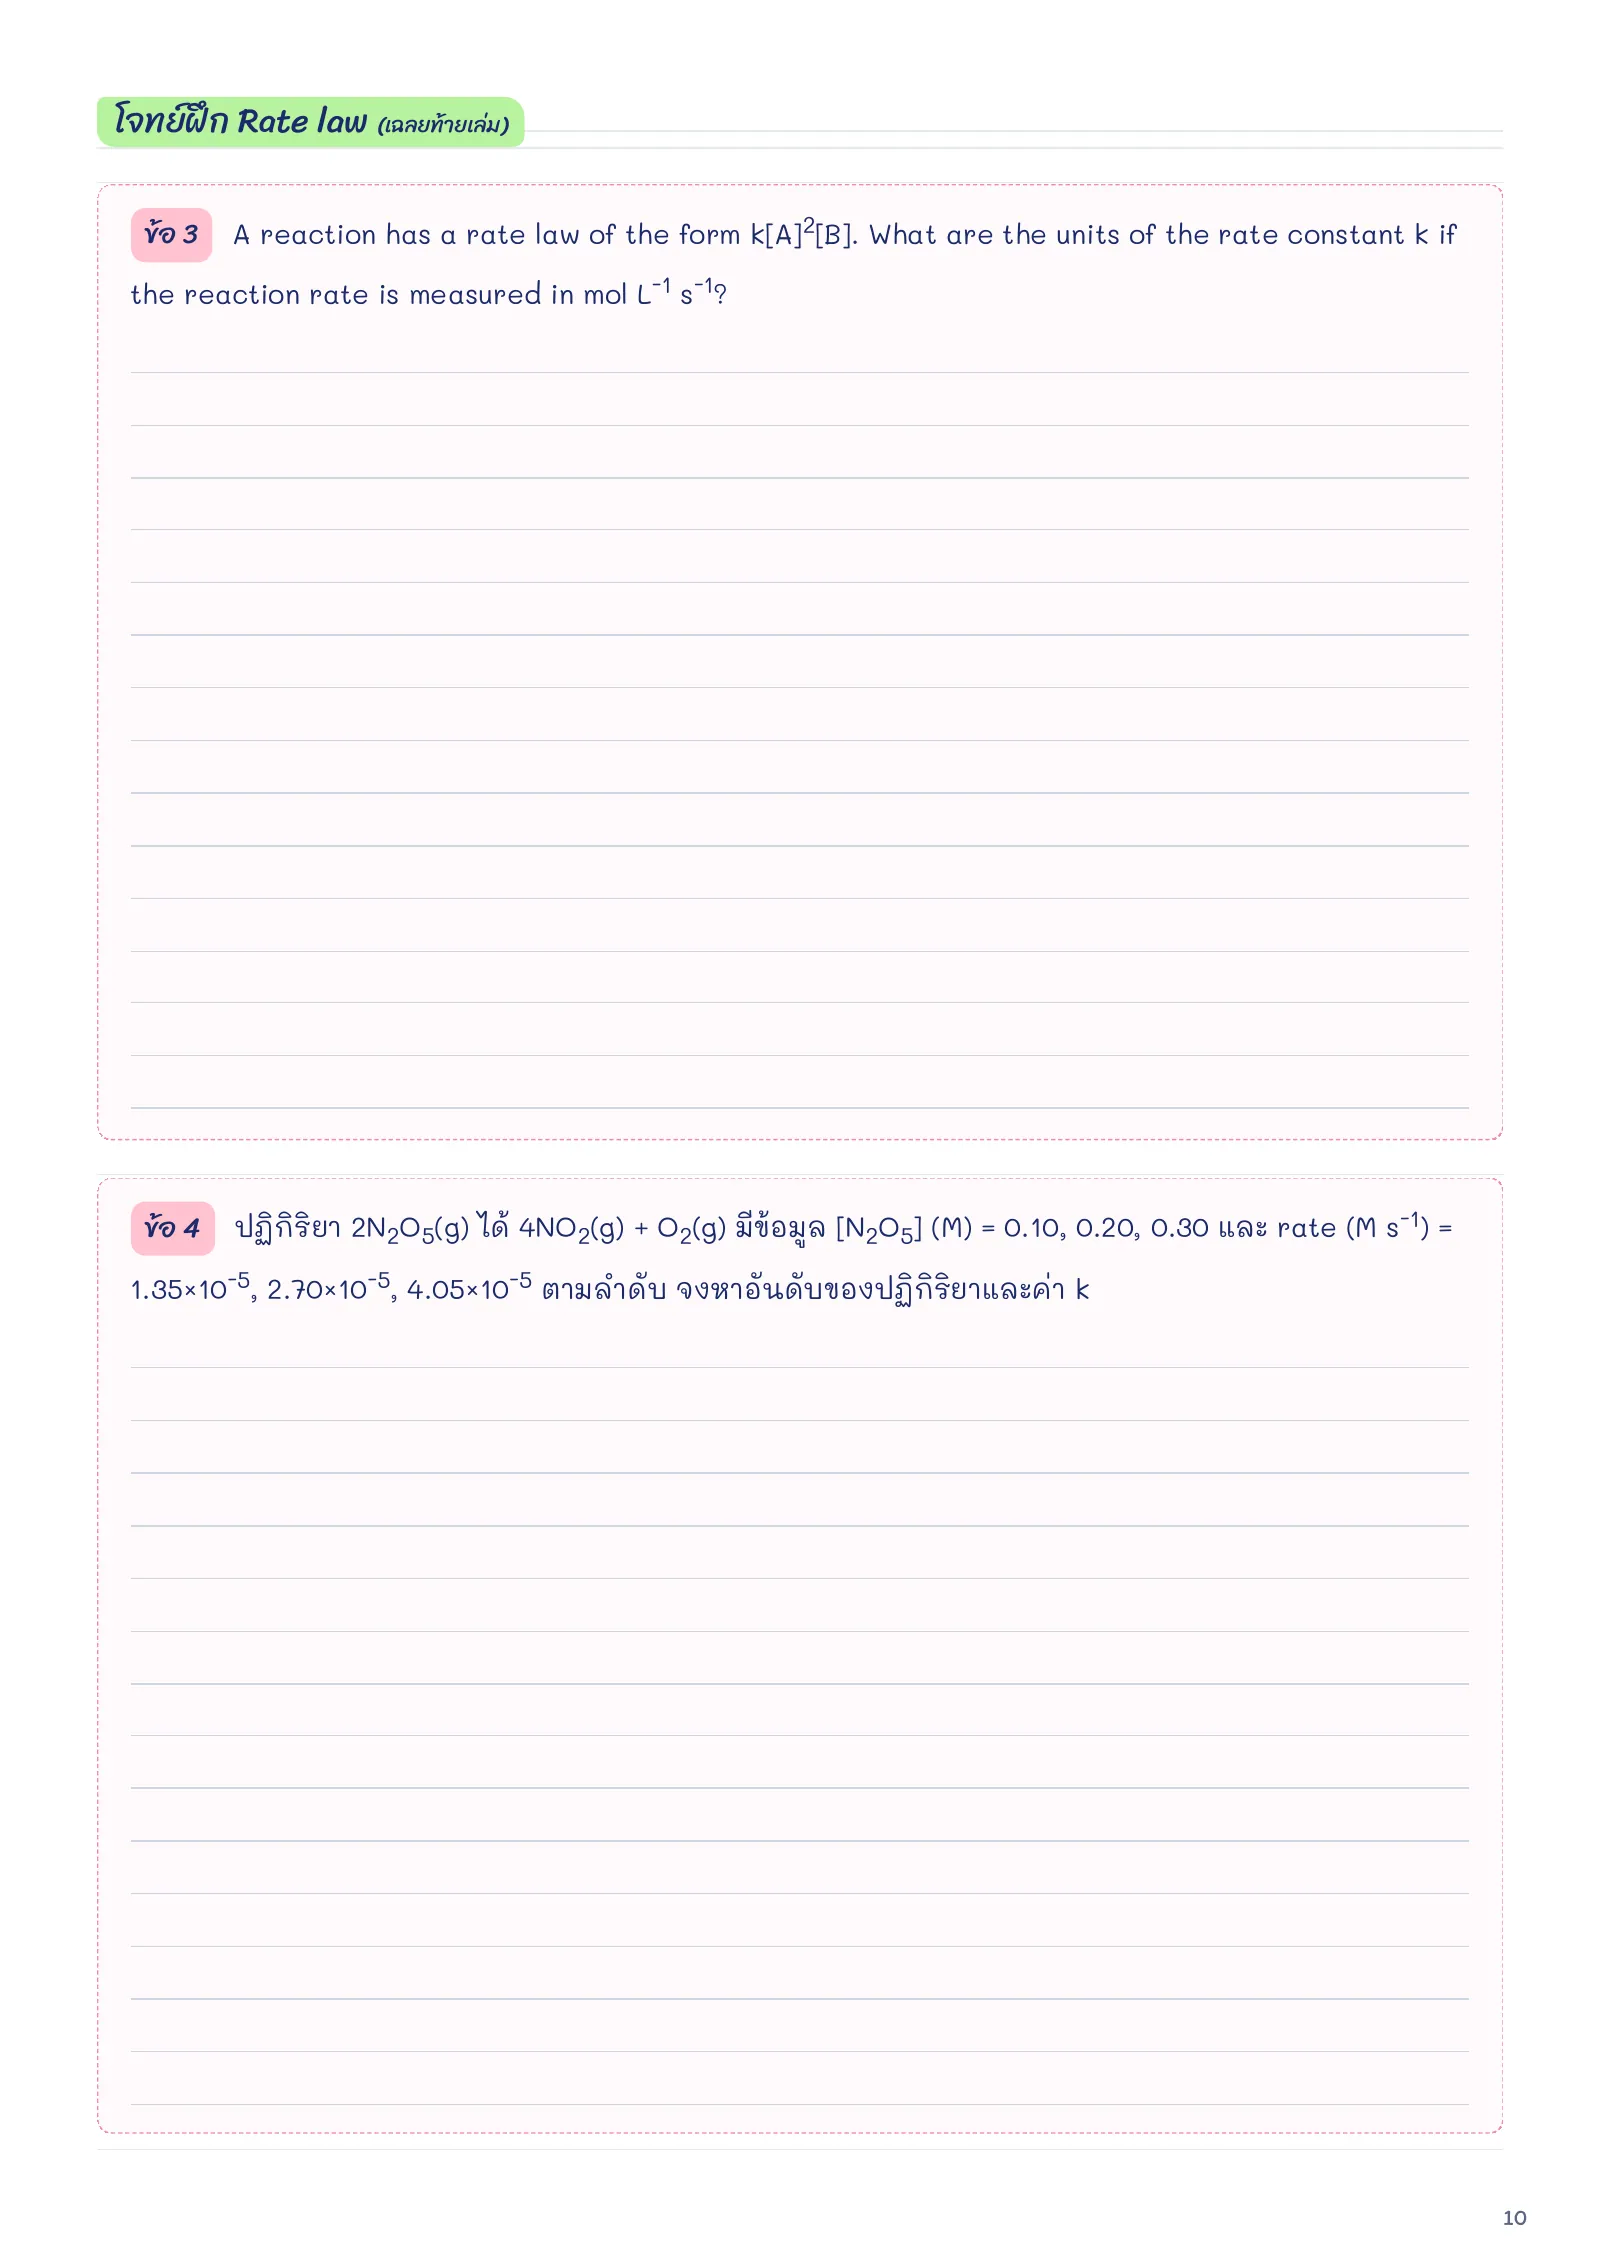 โจทย์ฝึก Rate law (เฉลยท้ายเล่ม)
ข้อ 3 A reaction has a rate law of the form k[A]²[B]. What are the units of the rate constant k if
the reaction rate is measured in mol L⁻¹ s⁻¹?
ข้อ 4 ปฏิกิริยา 2N₂O₅(g) ได้ 4NO₂(g) + O₂(g) มีข้อมูล [N₂O₅] (M) = 0.10, 0.20, 0.30 และ rate (M s⁻¹) =
1.35×10⁻⁵, 2.70×10⁻⁵, 4.05×10⁻⁵ ตามลำดับ จงหาอันดับของปฏิกิริยาและค่า k
10